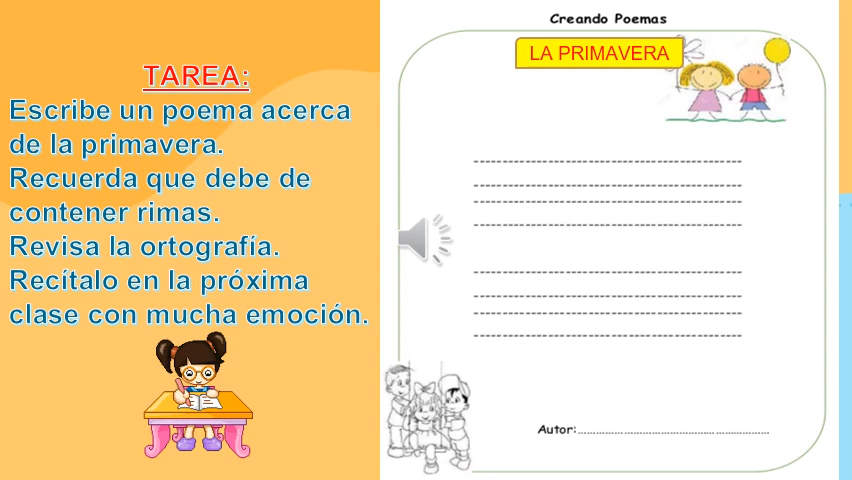 TAREA:
Escribe un poema acerca
de la primavera.
Recuerda que debe de
contener rimas.
Revisa la ortografía.
Recítalo en la próxima
clase con mucha emoción.
Creando Poemas
LA PRIMAVERA
Autor: